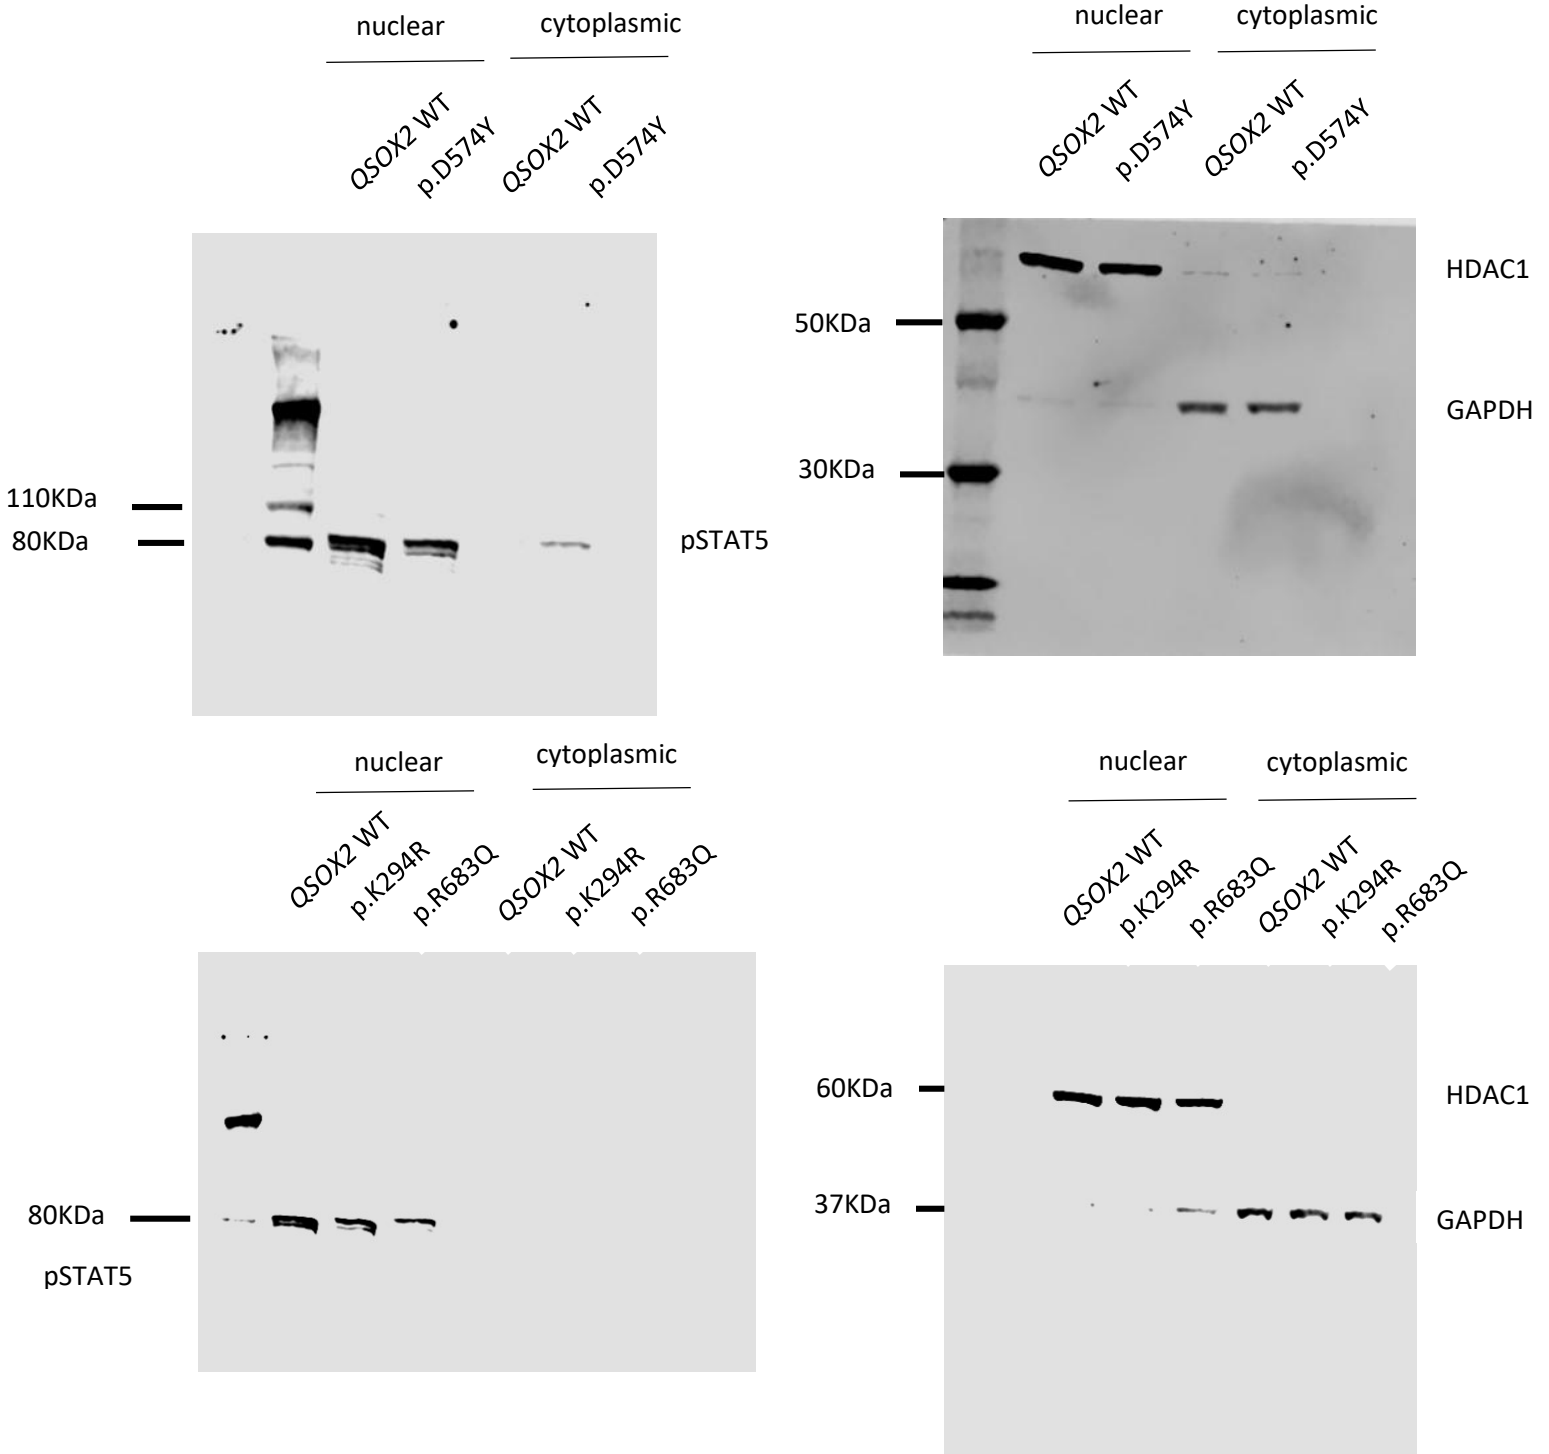 nuclear
cytoplasmic
QSOX2 WT
p.D574Y
QSOX2 WT
p.D574Y
110KDa
80KDa
pSTAT5
nuclear
cytoplasmic
QSOX2 WT
p.D574Y
QSOX2 WT
p.D574Y
50KDa
30KDa
HDAC1
GAPDH
nuclear
cytoplasmic
QSOX2 WT
p.K294R
p.R683Q
QSOX2 WT
p.K294R
p.R683Q
80KDa
pSTAT5
nuclear
cytoplasmic
QSOX2 WT
p.K294R
p.R683Q
QSOX2 WT
p.K294R
p.R683Q
60KDa
37KDa
HDAC1
GAPDH